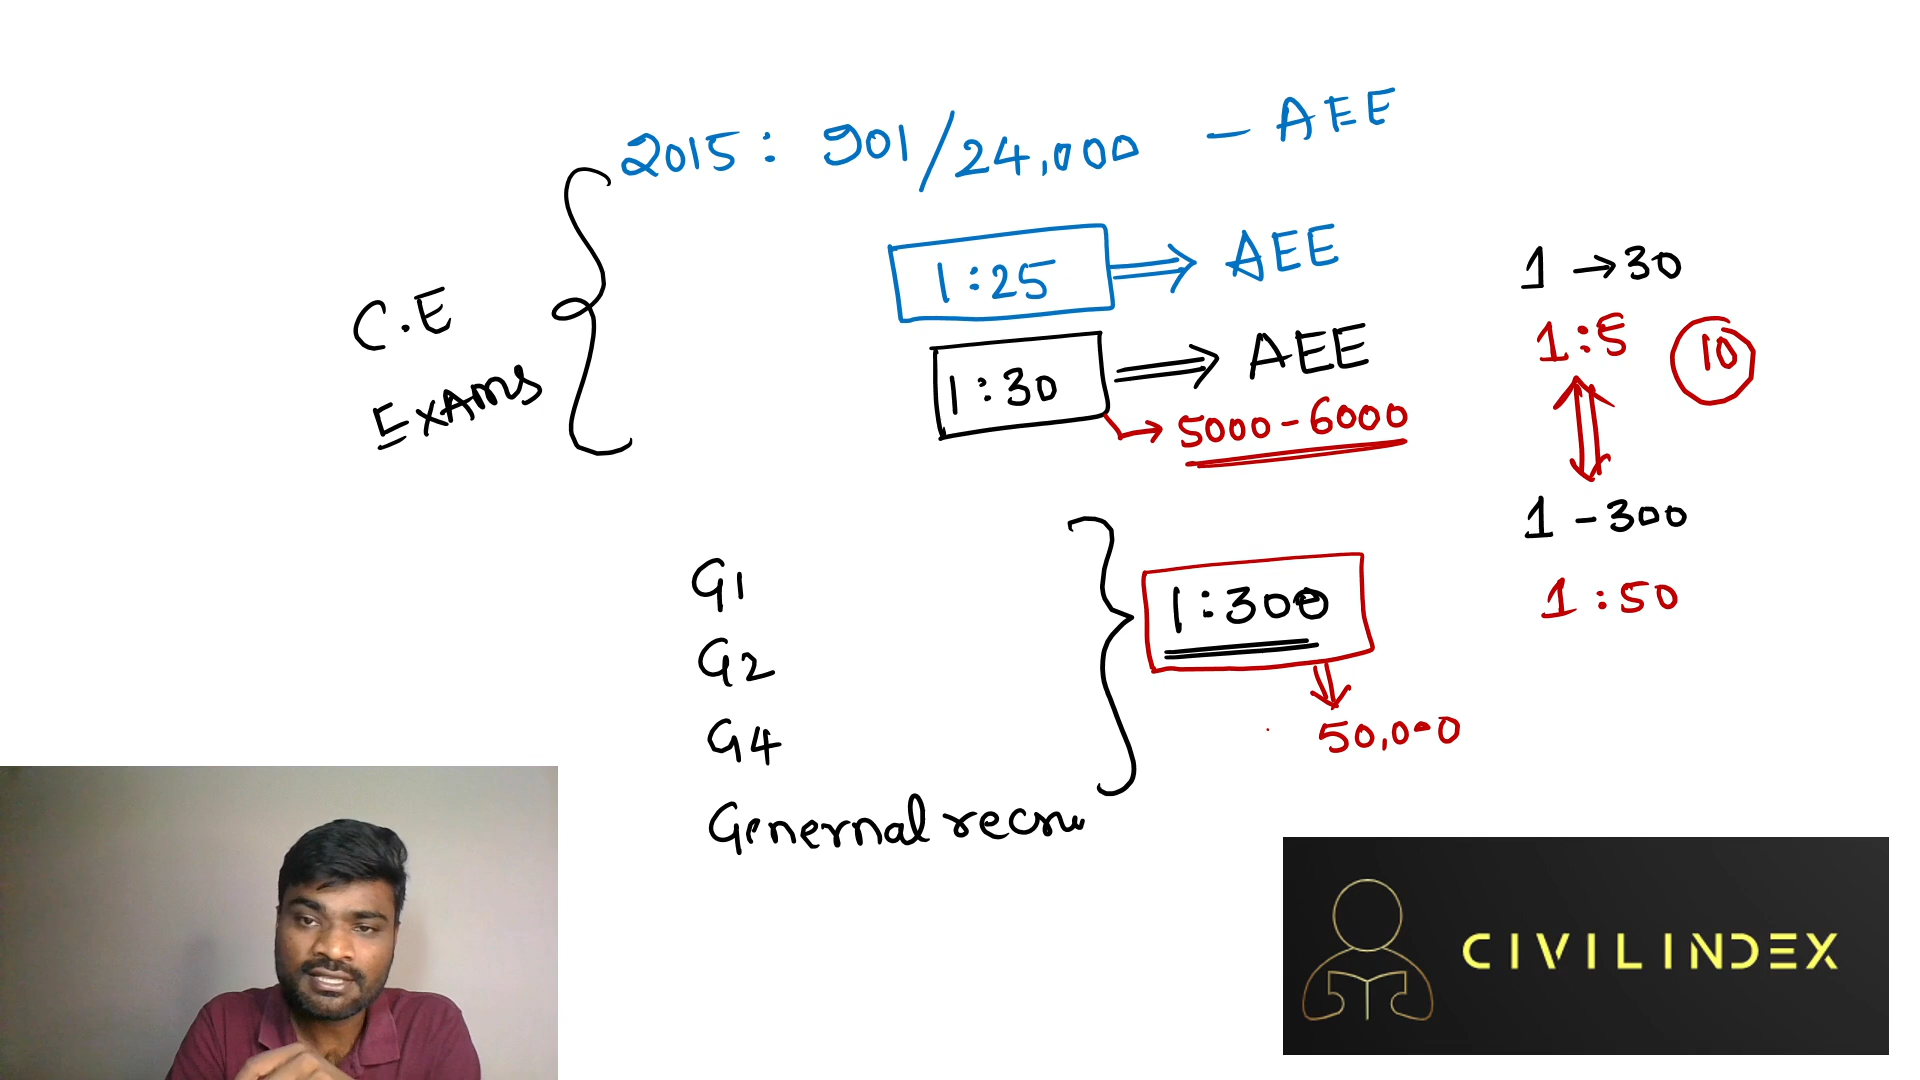 2015: 901/24,000 - AEE
1:25 ⇒ AEE
1:30 ⇒ AEE
→ 5000-6000
C.E
EXAMS
1 → 30
1:5
10
1 - 300
1:50
G1
G2
G4
Genernal recru
1:300
50,000
CIVILINDEX